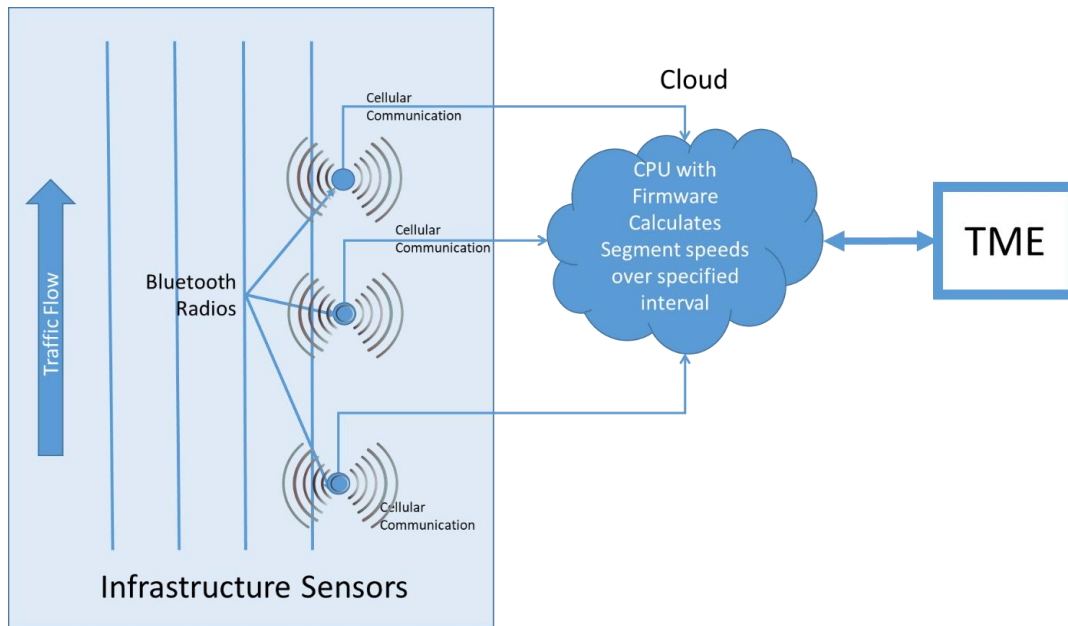 Cloud
Cellular
Communication
CPU with
Firmware
Calculates
Segment speeds
over specified
interval
Cellular
Communication
TME
Bluetooth
Radios
Traffic Flow
Cellular
Communication
Infrastructure Sensors